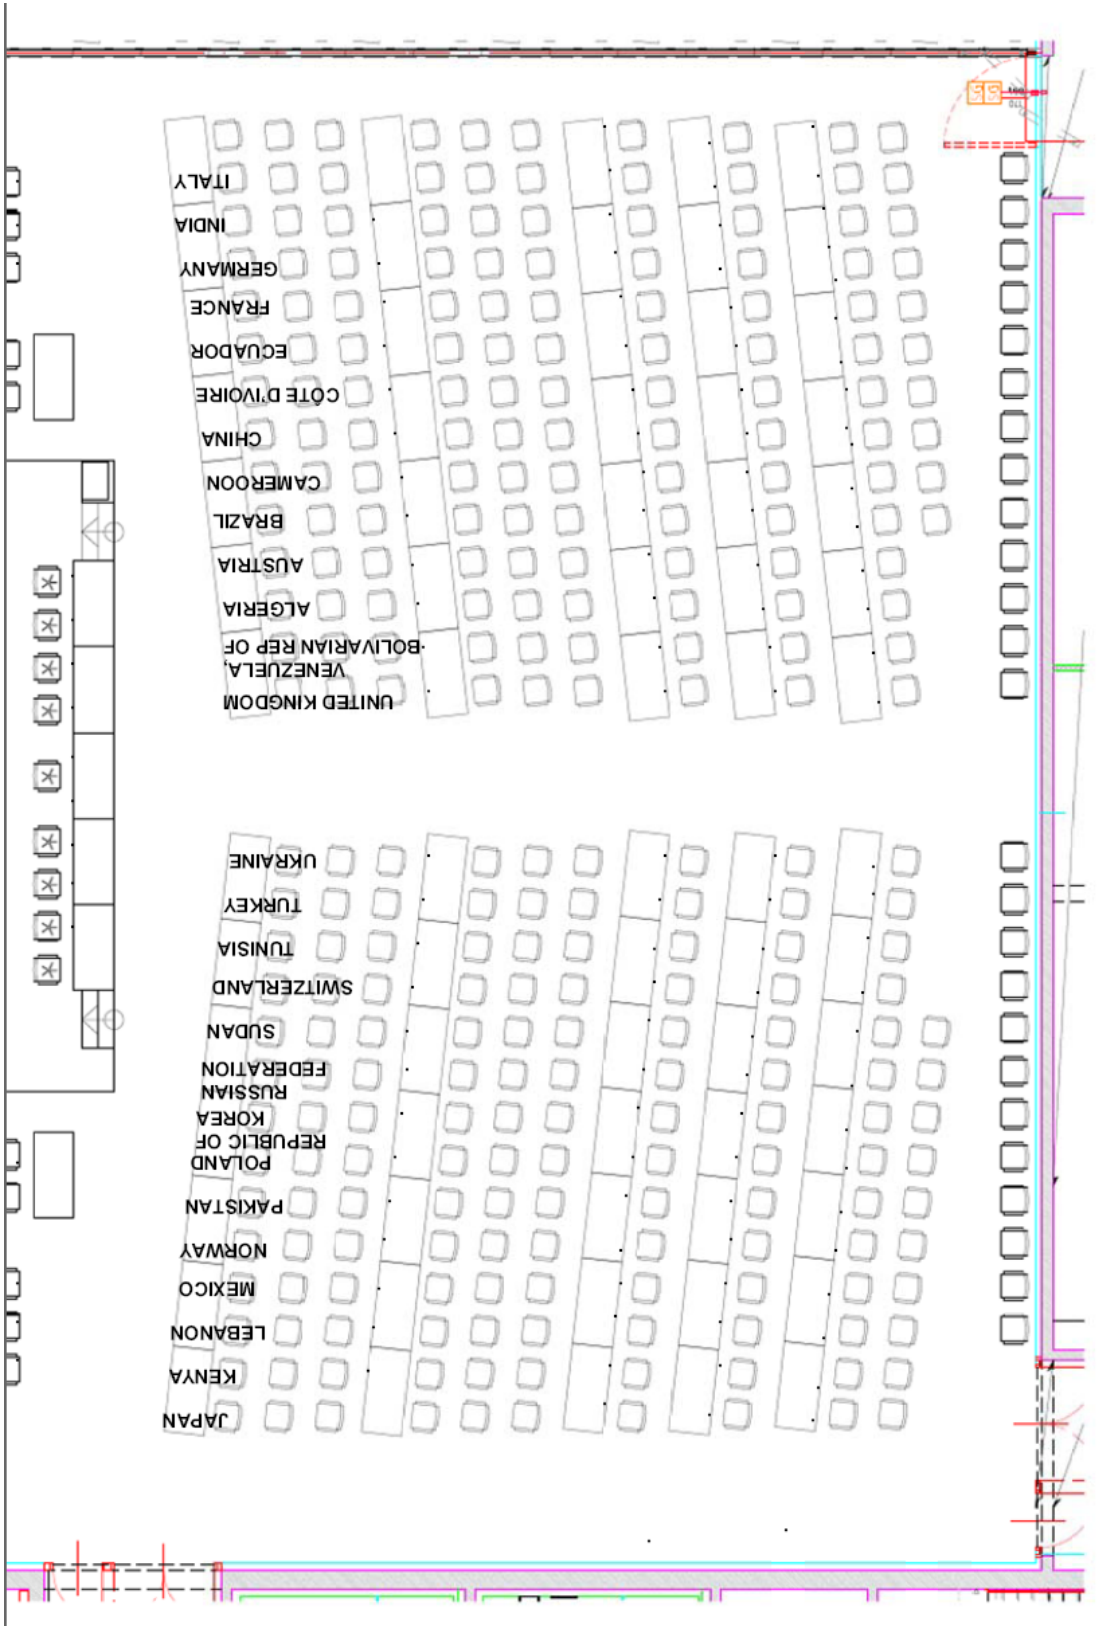 ITALY
INDIA
GERMANY
FRANCE
ECUADOR
CÔTE D'IVOIRE
CHINA
CAMEROON
BRAZIL
AUSTRIA
ALGERIA
VENEZUELA,
BOLIVARIAN REP OF
UNITED KINGDOM
UKRAINE
TURKEY
TUNISIA
SWITZERLAND
SUDAN
RUSSIAN
FEDERATION
REPUBLIC OF
KOREA
POLAND
PAKISTAN
NORWAY
MEXICO
LEBANON
KENYA
JAPAN